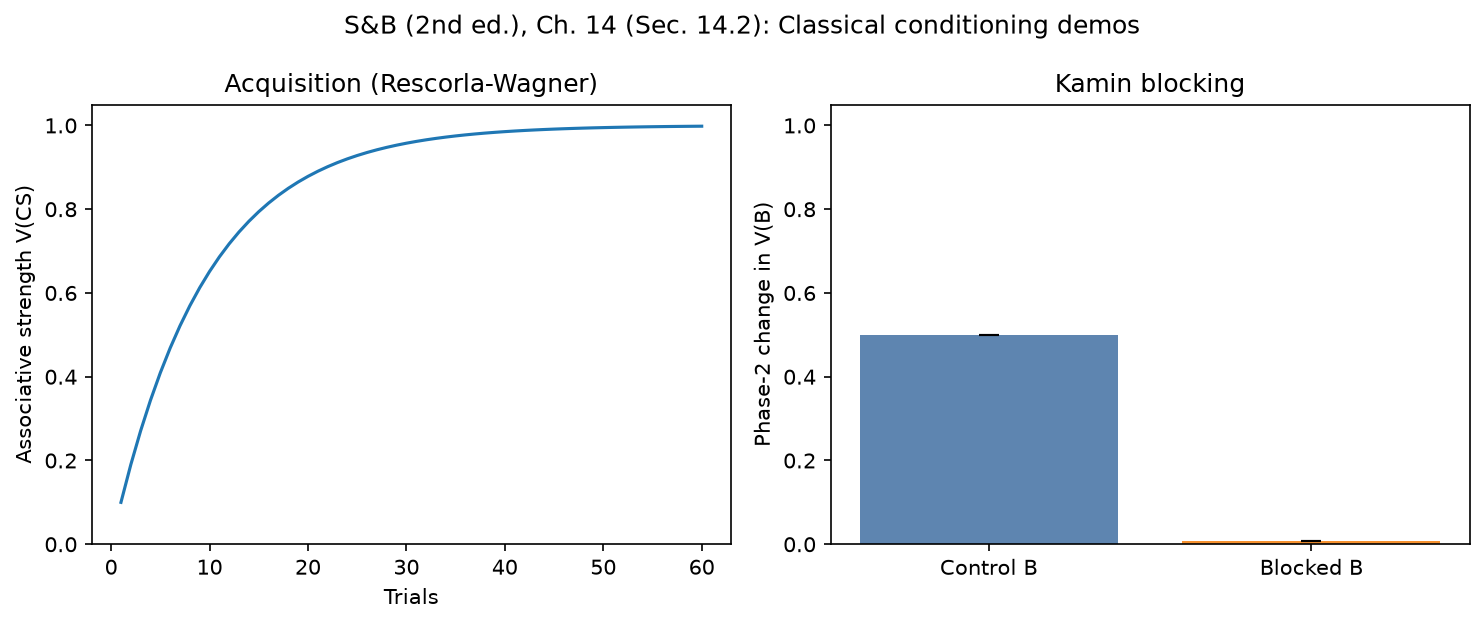 S&B (2nd ed.), Ch. 14 (Sec. 14.2): Classical conditioning demos
Acquisition (Rescorla-Wagner)
Associative strength V(CS)
1.0
0.8
0.6
0.4
0.2
0.0
0 10 20 30 40 50 60
Trials
Kamin blocking
Phase-2 change in V(B)
1.0
0.8
0.6
0.4
0.2
0.0
Control B Blocked B